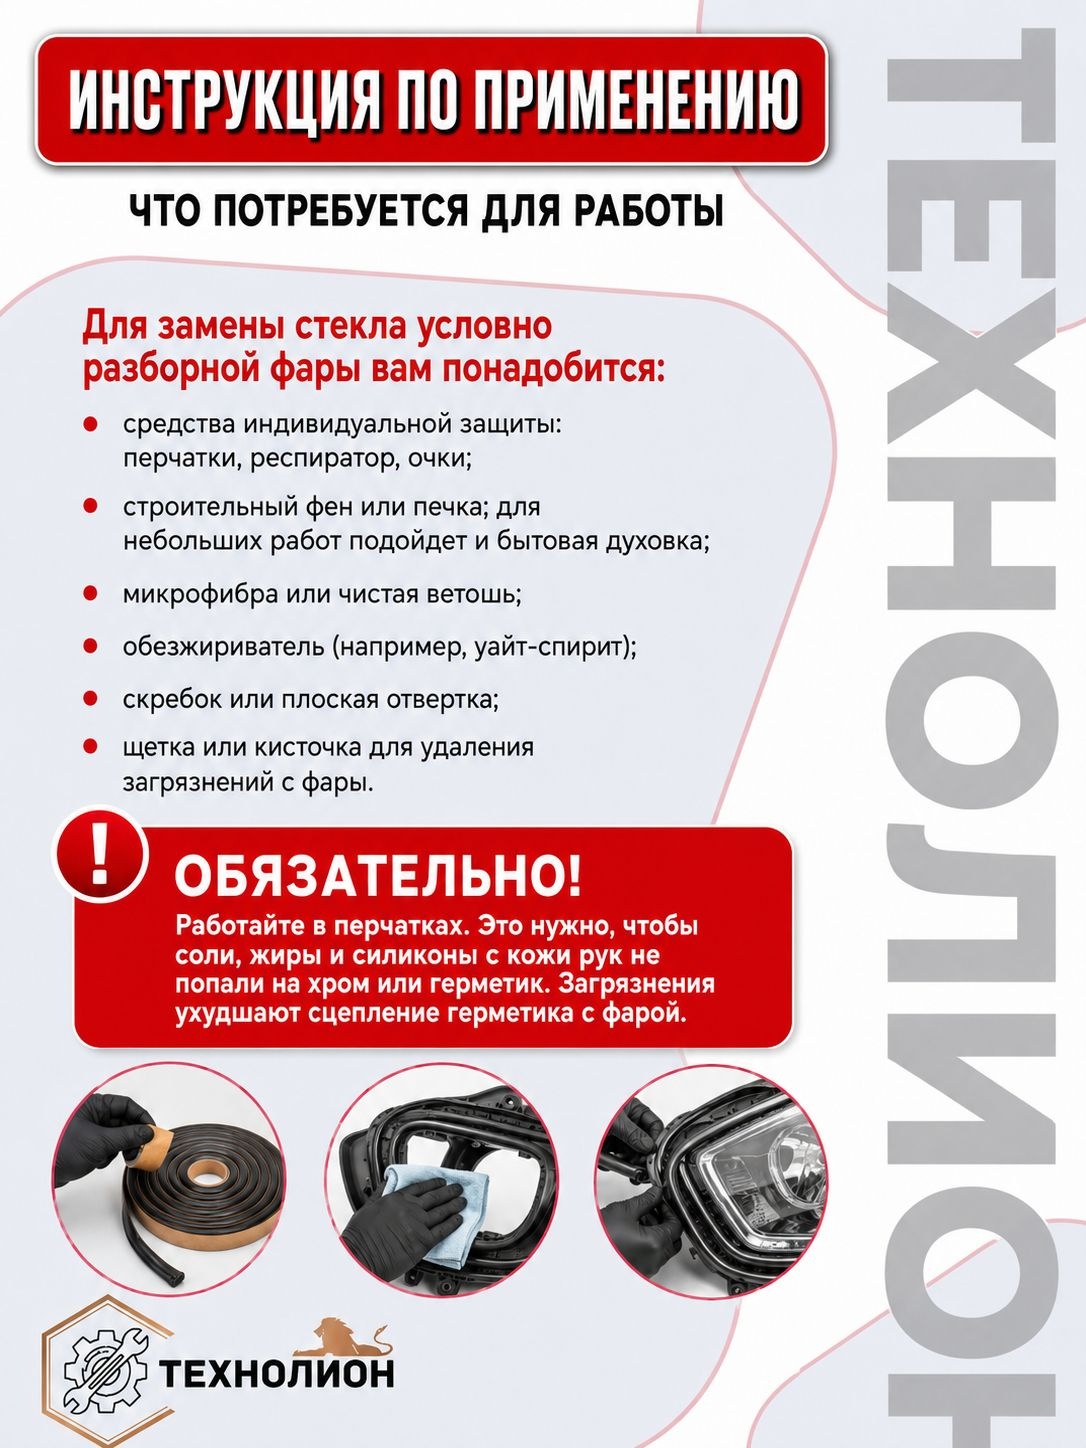 ИНСТРУКЦИЯ ПО ПРИМЕНЕНИЮ
ЧТО ПОТРЕБУЕТСЯ ДЛЯ РАБОТЫ
Для замены стекла условно
разборной фары вам понадобится:
средства индивидуальной защиты:
перчатки, респиратор, очки;
строительный фен или печка; для
небольших работ подойдет и бытовая духовка;
микрофибра или чистая ветошь;
обезжириватель (например, уайт-спирит);
скребок или плоская отвертка;
щетка или кисточка для удаления
загрязнений с фары.
!
ОБЯЗАТЕЛЬНО!
Работайте в перчатках. Это нужно, чтобы
соли, жиры и силиконы с кожи рук не
попали на хром или герметик. Загрязнения
ухудшают сцепление герметика с фарой.
ТЕХНОЛИОН
ТЕХНОЛИОН